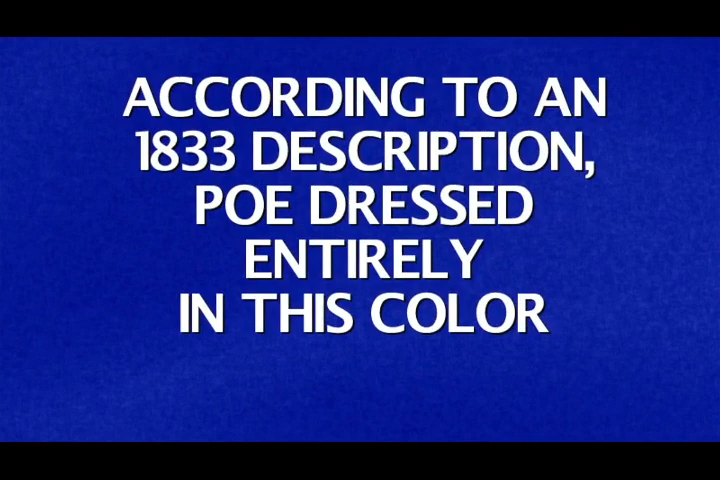 ACCORDING TO AN
1833 DESCRIPTION,
POE DRESSED
ENTIRELY
IN THIS COLOR